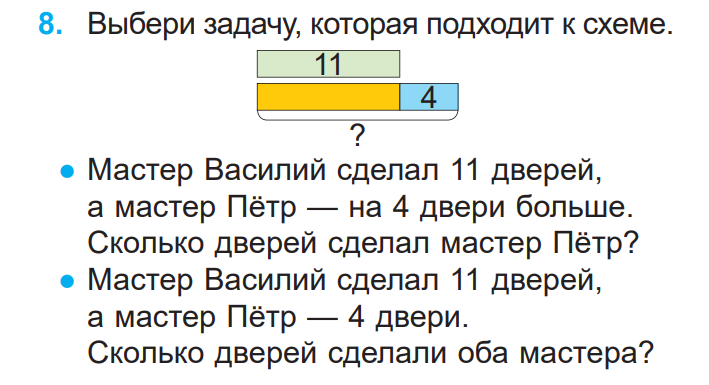 8. Выбери задачу, которая подходит к схеме.
11
4
?
• Мастер Василий сделал 11 дверей,
а мастер Пётр — на 4 двери больше.
Сколько дверей сделал мастер Пётр?
• Мастер Василий сделал 11 дверей,
а мастер Пётр — 4 двери.
Сколько дверей сделали оба мастера?